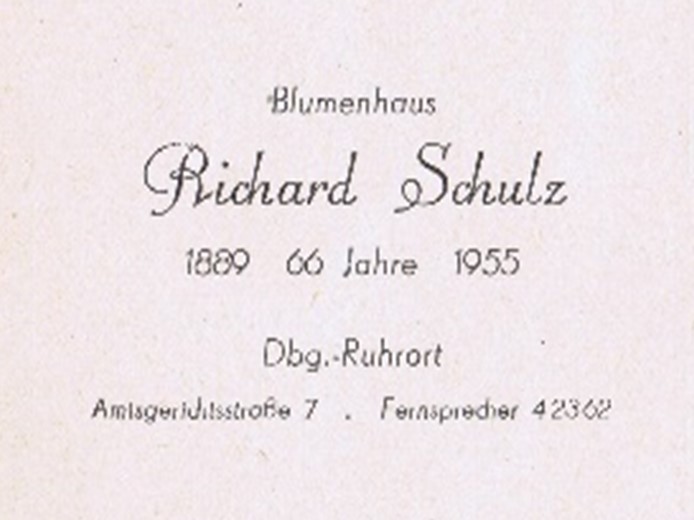 Blumenhaus
Richard Schulz
1889 66 Jahre 1955
Dbg.-Ruhrort
Amtsgerichtsstraße 7 . Fernsprecher 42362